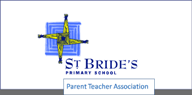 ST BRIDE'S
PRIMARY SCHOOL
Parent Teacher Association